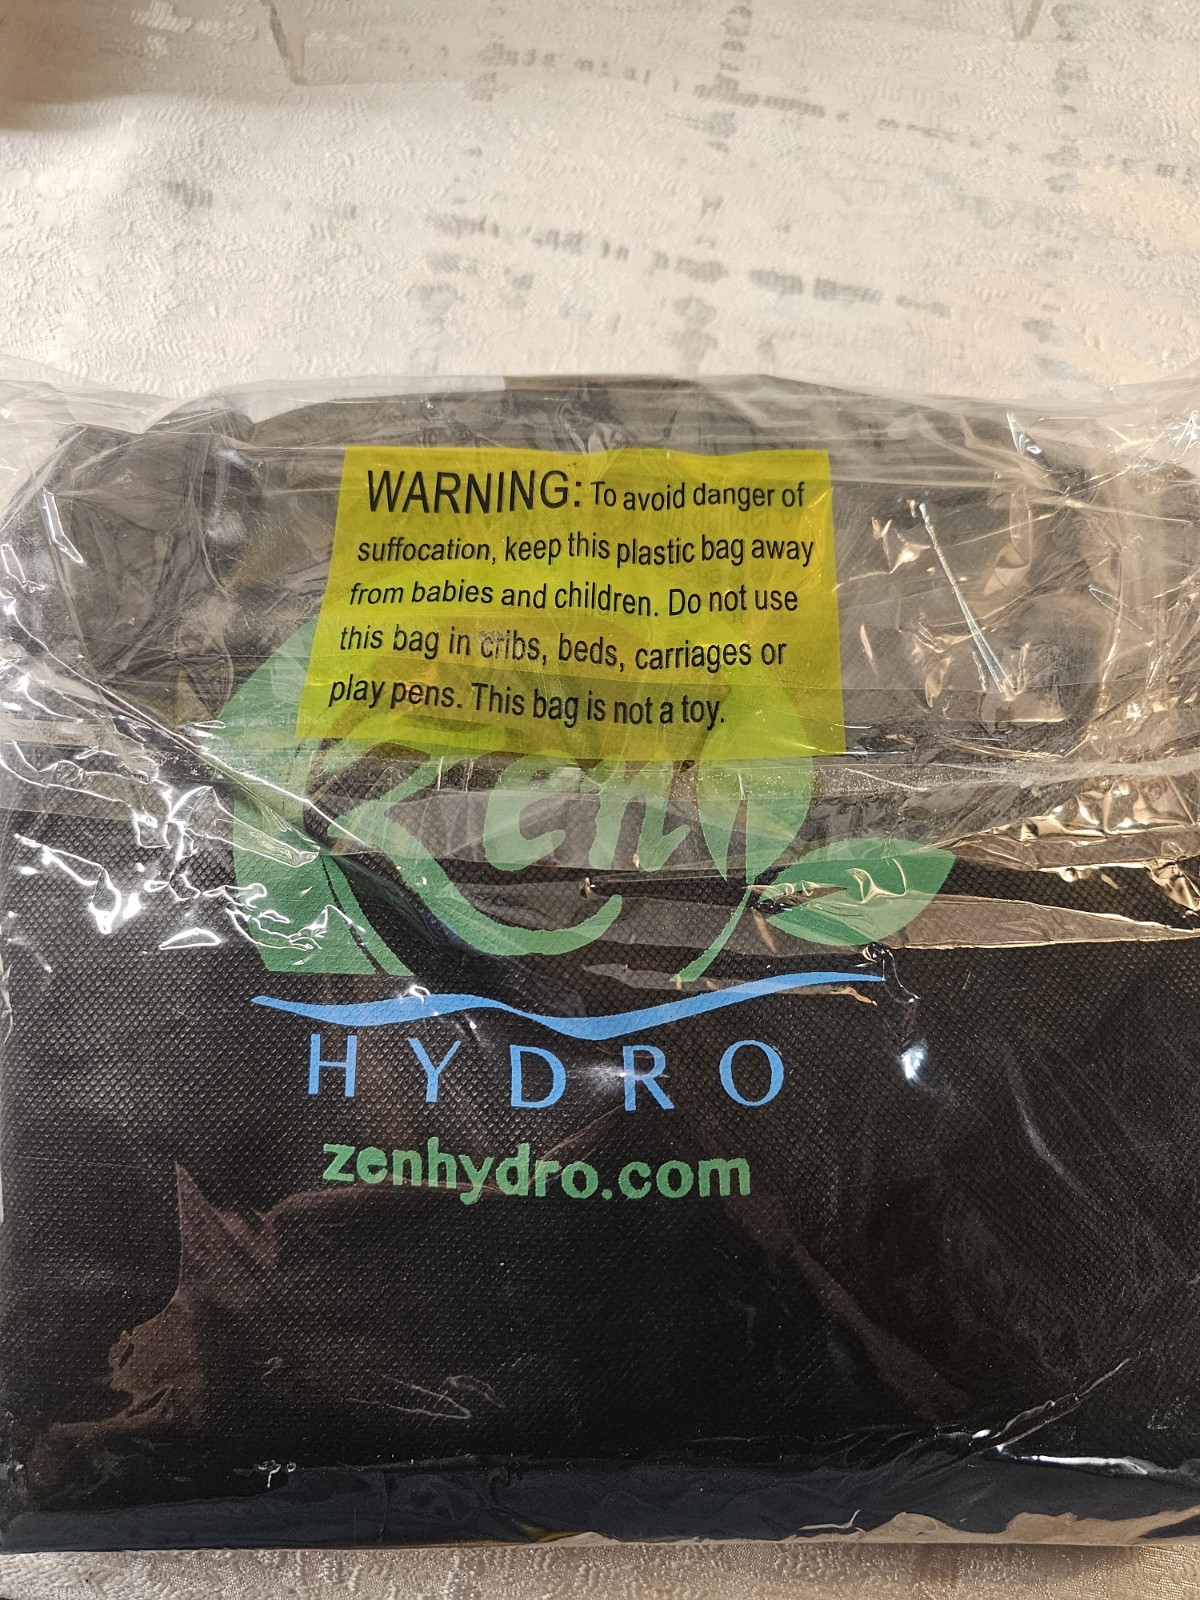 WARNING: To avoid danger of
suffocation, keep this plastic bag away
from babies and children. Do not use
this bag in cribs, beds, carriages or
play pens. This bag is not a toy.
Zen
HYDRO
zenhydro.com